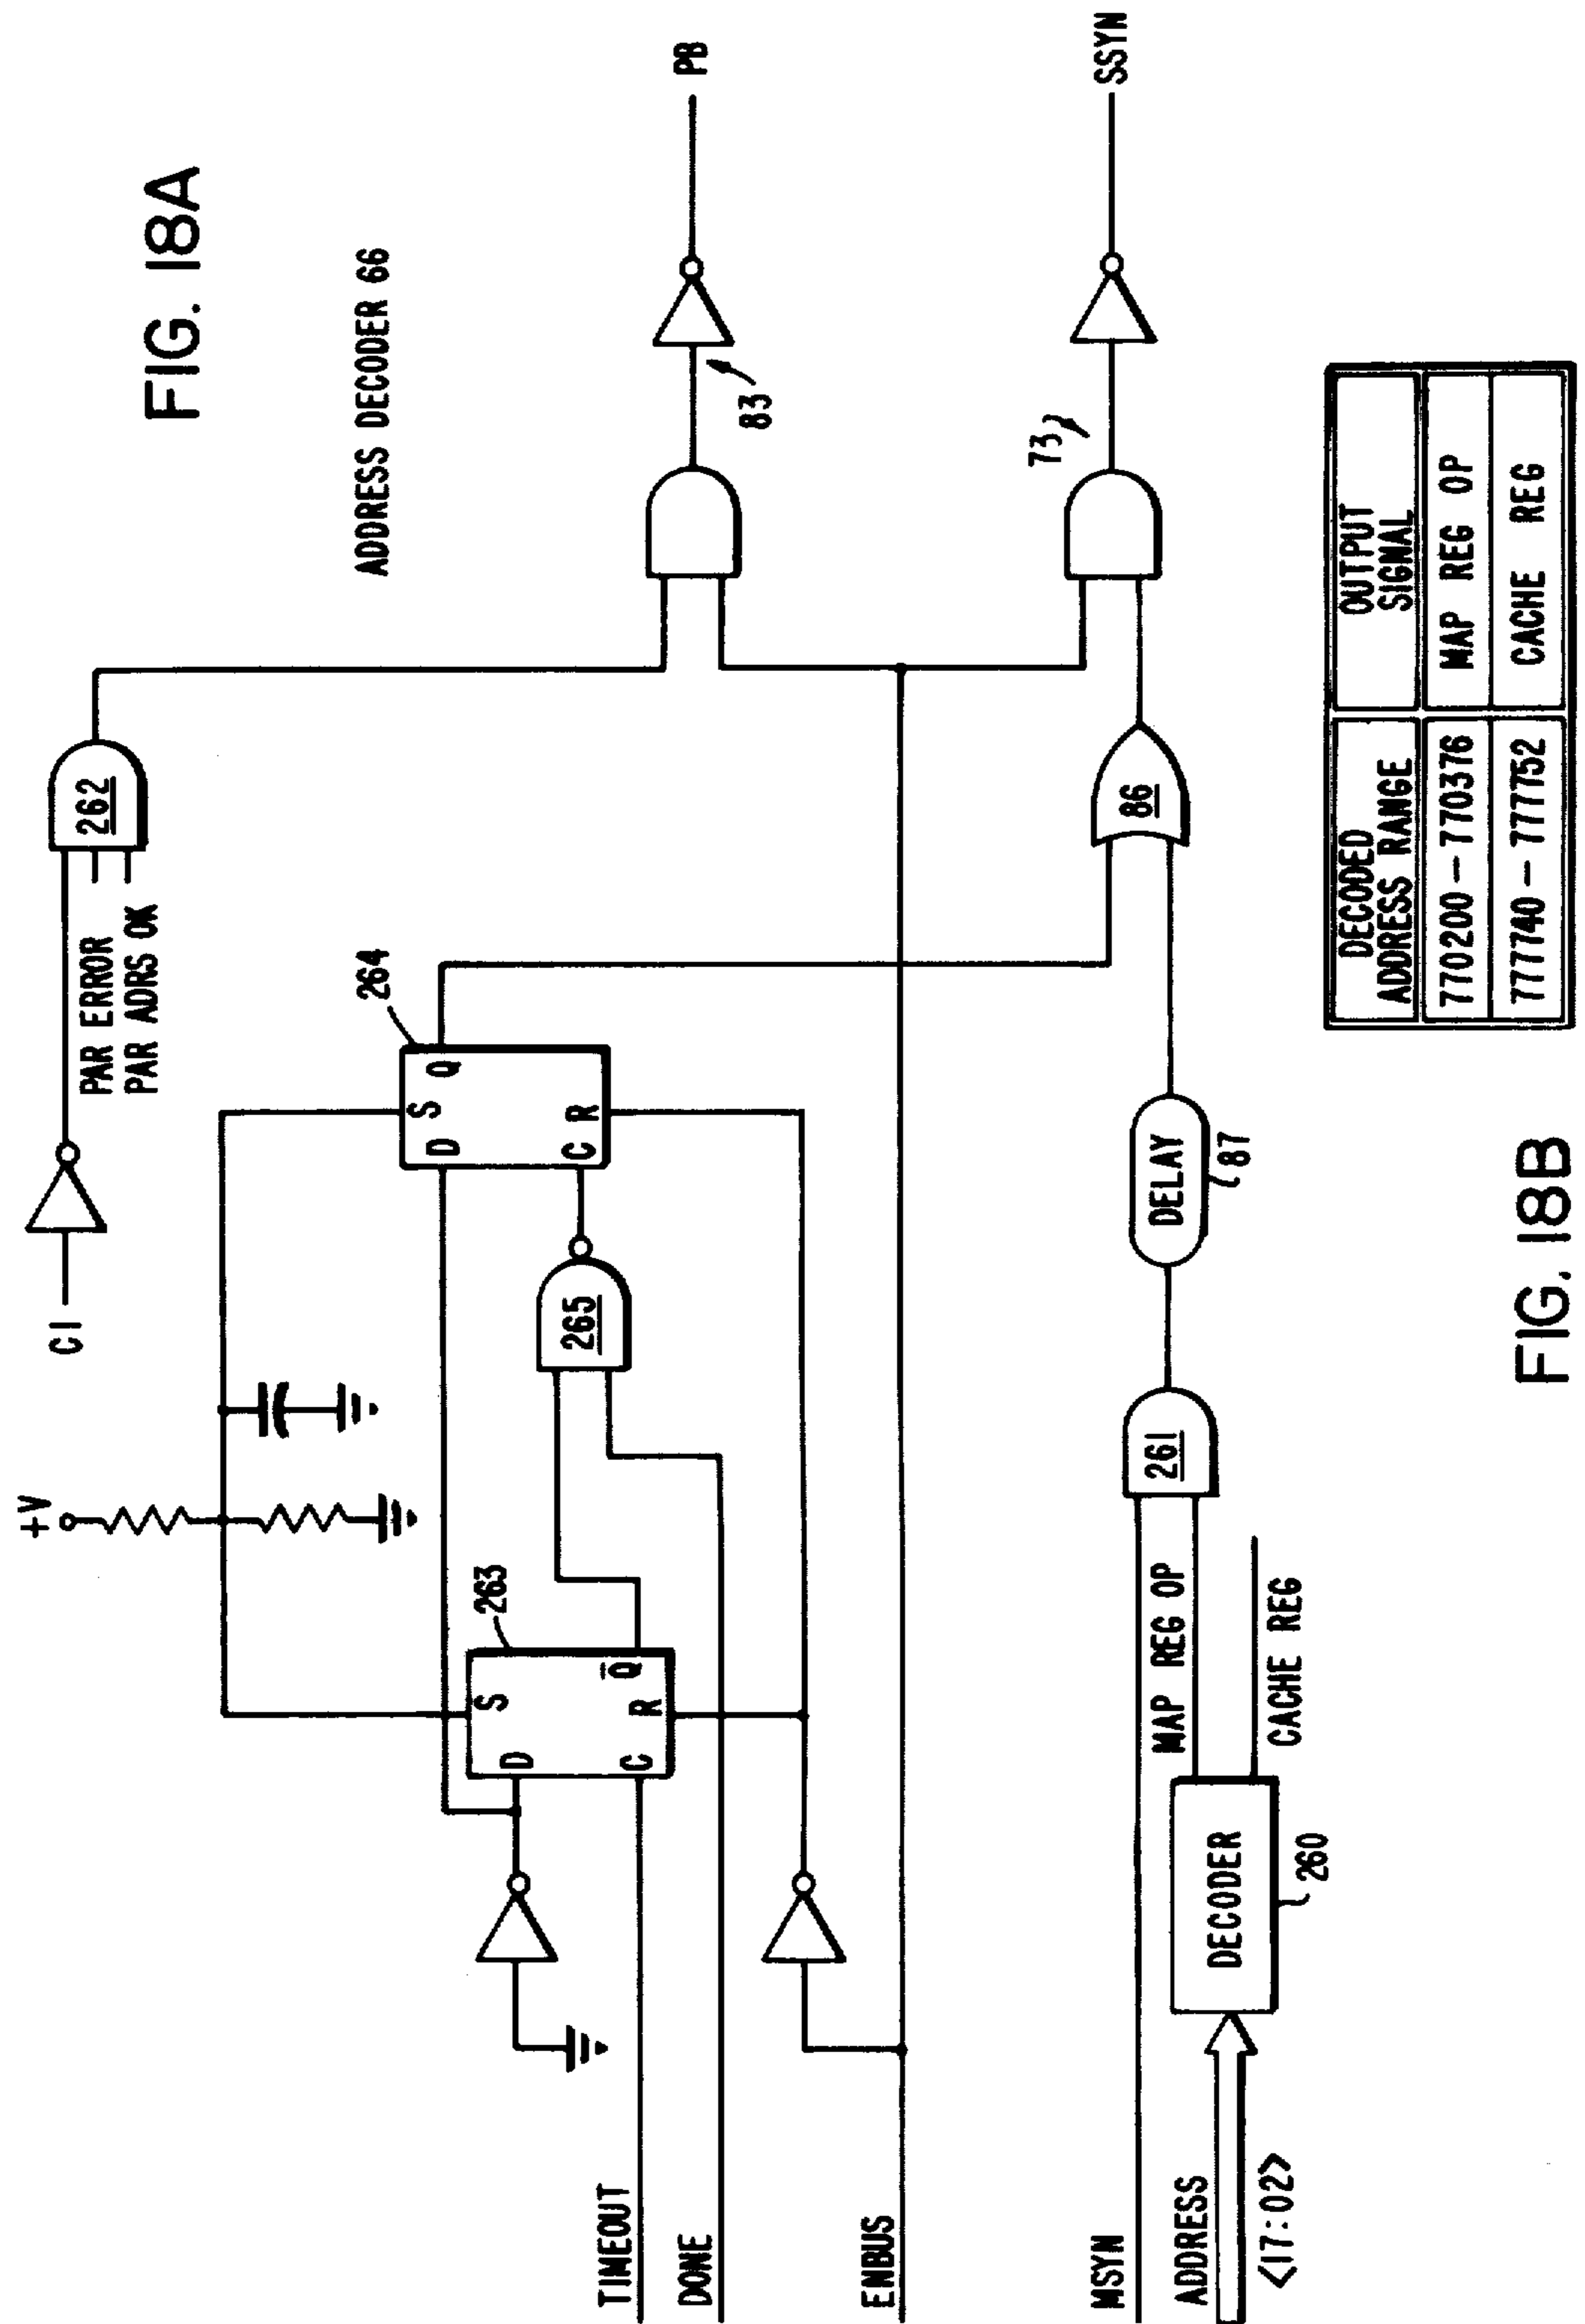 FIG. 18A
ADDRESS DECODER 66
C1
262
PAR ERROR
PAR ADRS OK
PB
83
+V
264
S
D
Q
C
R
263
S
D
Q̅
C
R
265
TIMEOUT
DONE
ENBUS
SSYN
73
86
DELAY
87
261
MSYN
MAP REG OP
ADDRESS
<17:02>
DECODER
260
CACHE REG
DECODED
ADDRESS RANGE
OUTPUT
SIGNAL
770200 – 770376 MAP REG OP
777740 – 777752 CACHE REG
FIG. 18B